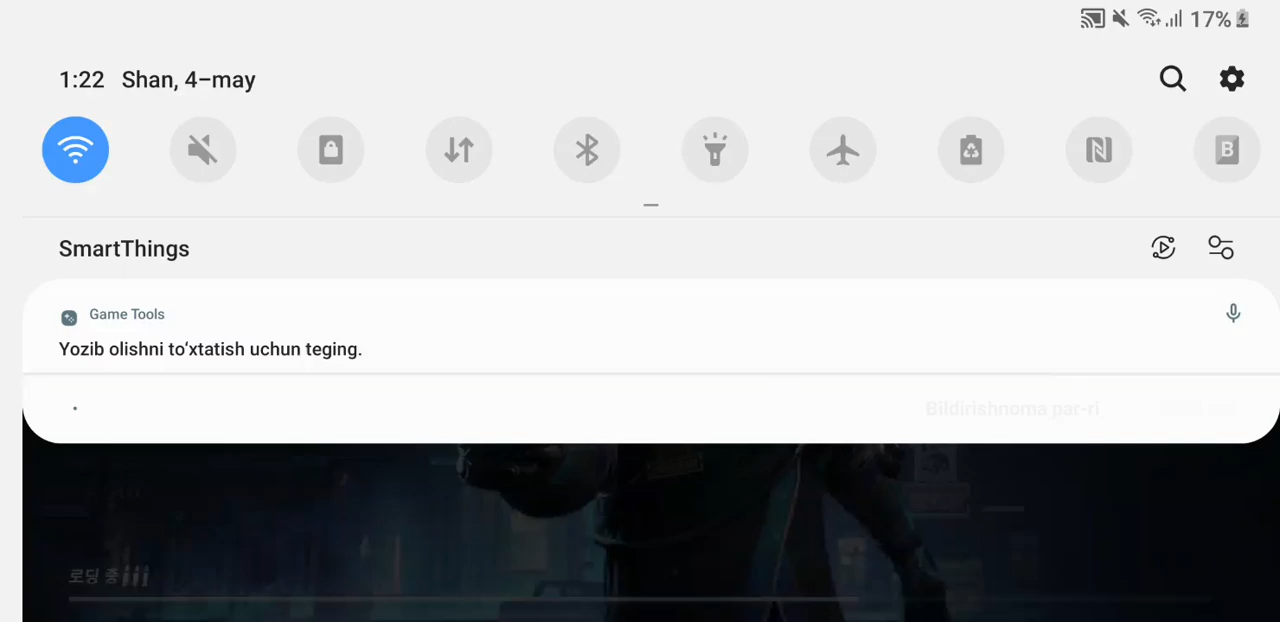 17%
1:22 Shan, 4–may
B
SmartThings
Game Tools
Yozib olishni to‘xtatish uchun teging.
Bildirishnoma par-ri
로딩 중